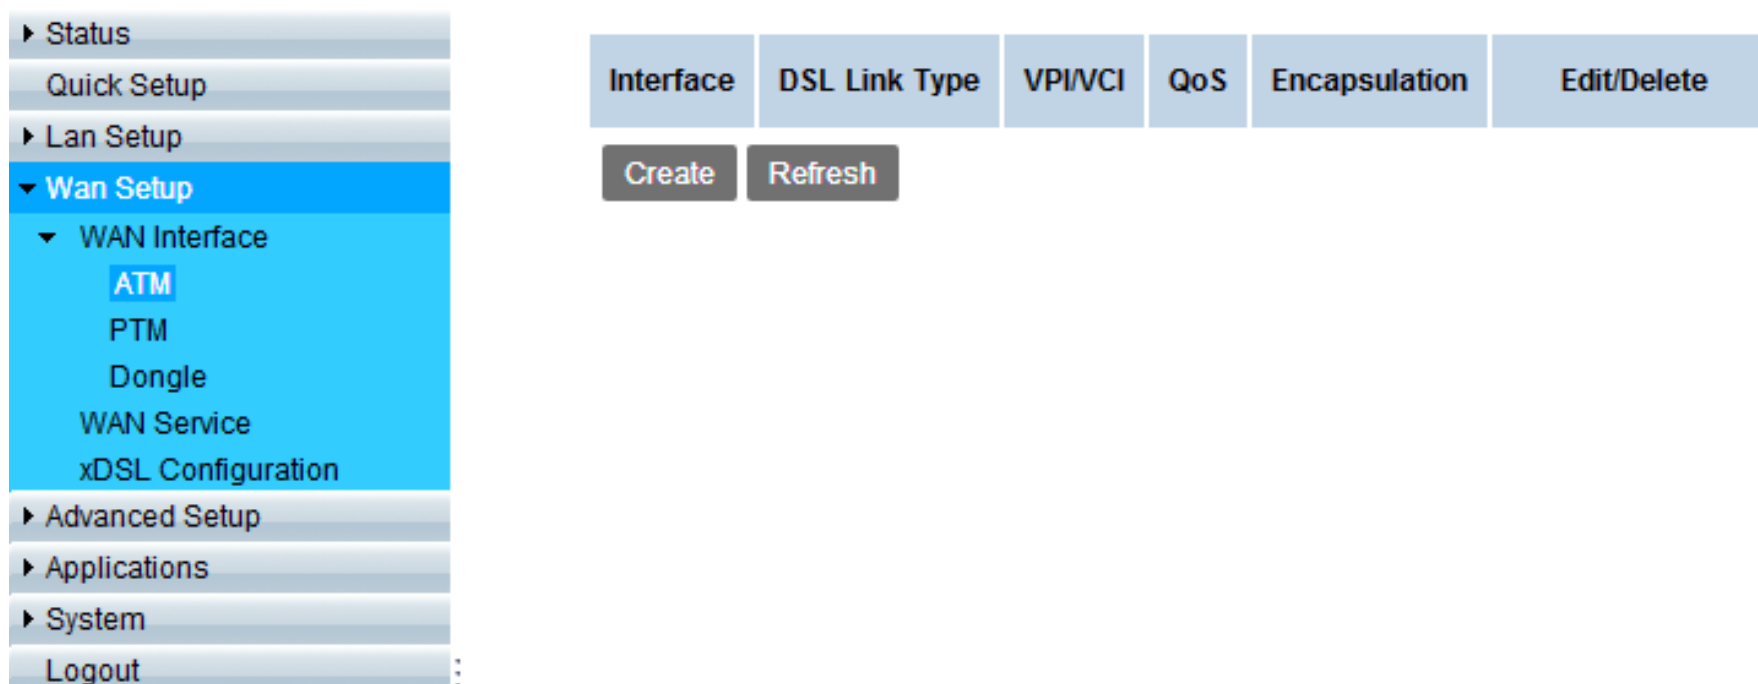 Status
Quick Setup
Lan Setup
Wan Setup
WAN Interface
ATM
PTM
Dongle
WAN Service
xDSL Configuration
Advanced Setup
Applications
System
Logout
Interface DSL Link Type VPI/VCI QoS Encapsulation Edit/Delete
Create Refresh